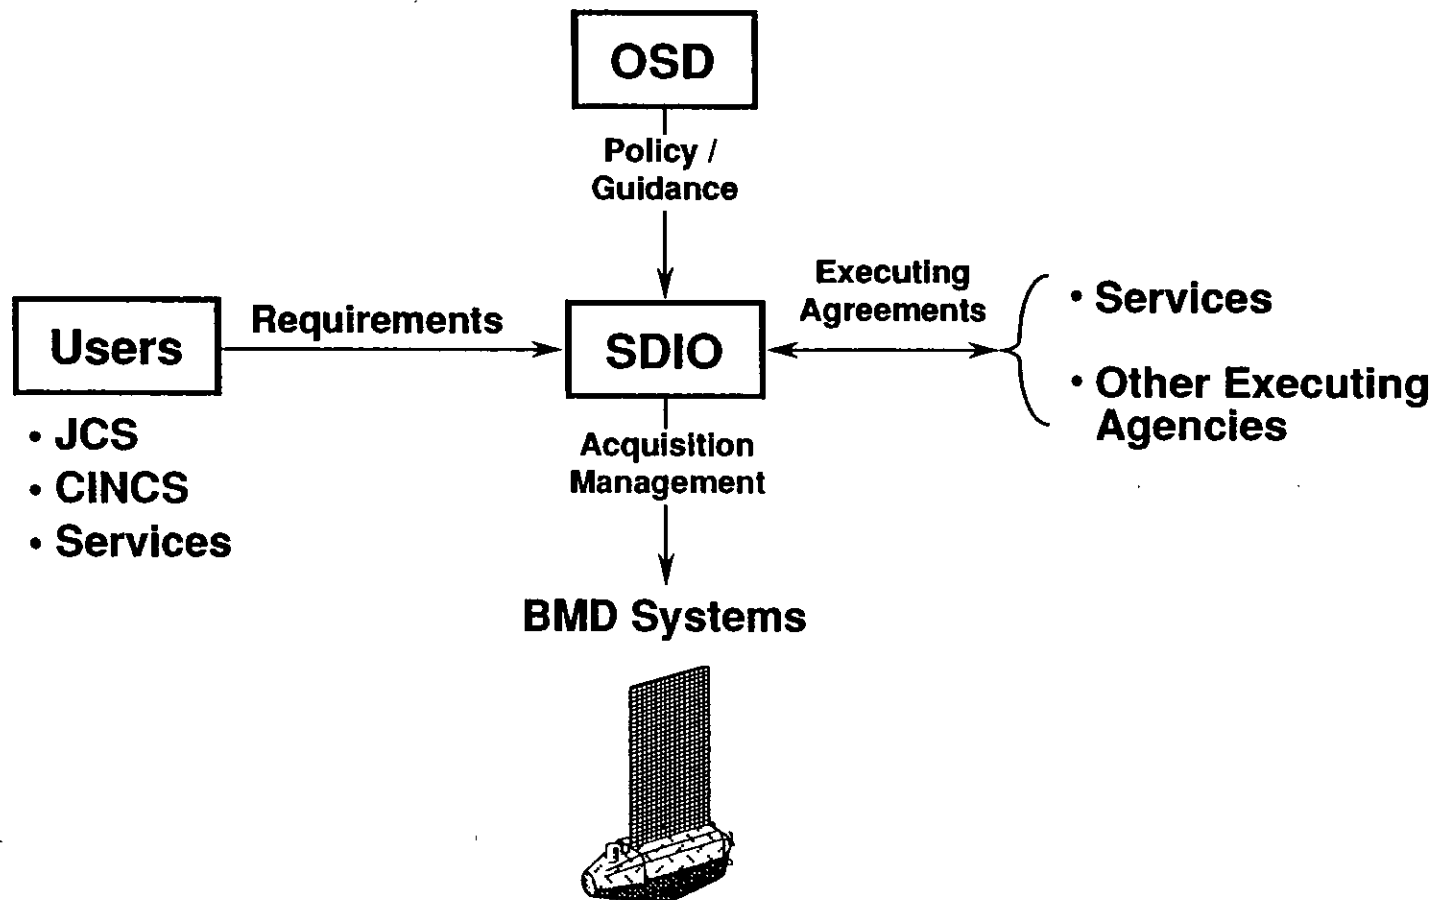 OSD
Policy /
Guidance
Users
Requirements
SDIO
Executing
Agreements
• Services
• Other Executing
Agencies
• JCS
• CINCS
• Services
Acquisition
Management
BMD Systems